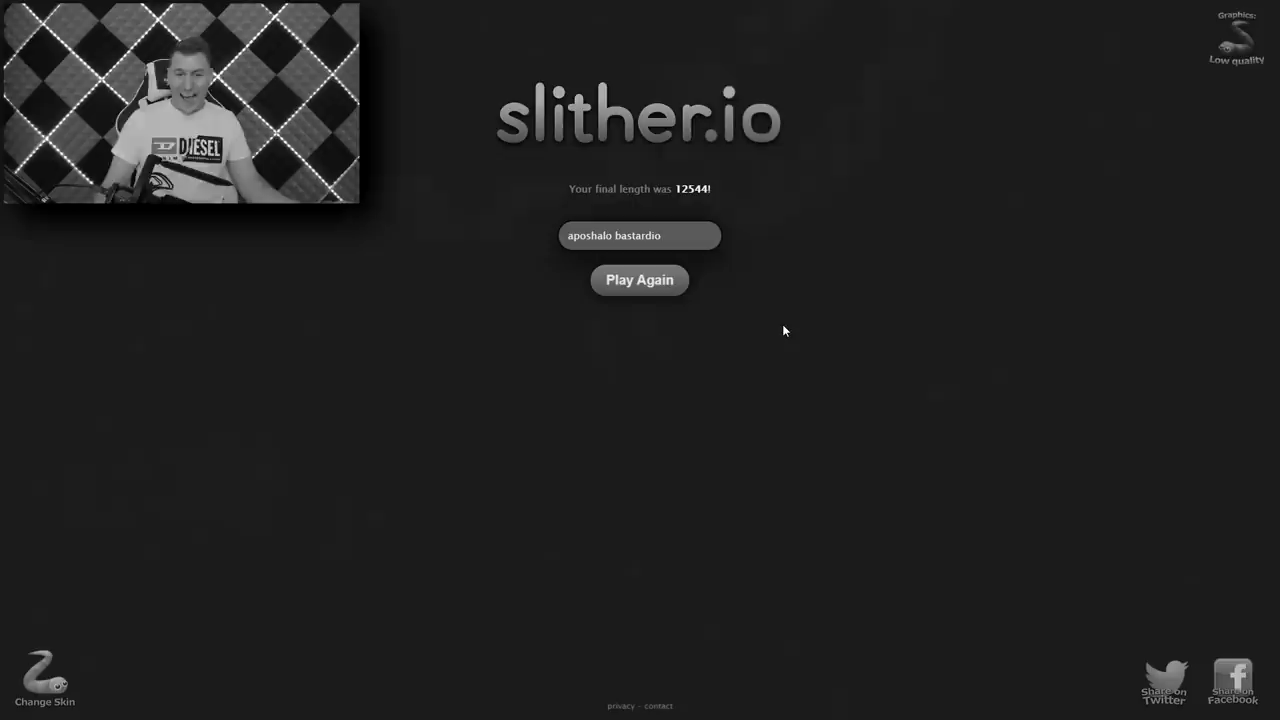 Graphics:
Low quality
DIESEL
slither.io
Your final length was 12544!
aposhalo bastardio
Play Again
Change Skin
Share on
Twitter
Share on
Facebook
privacy - contact